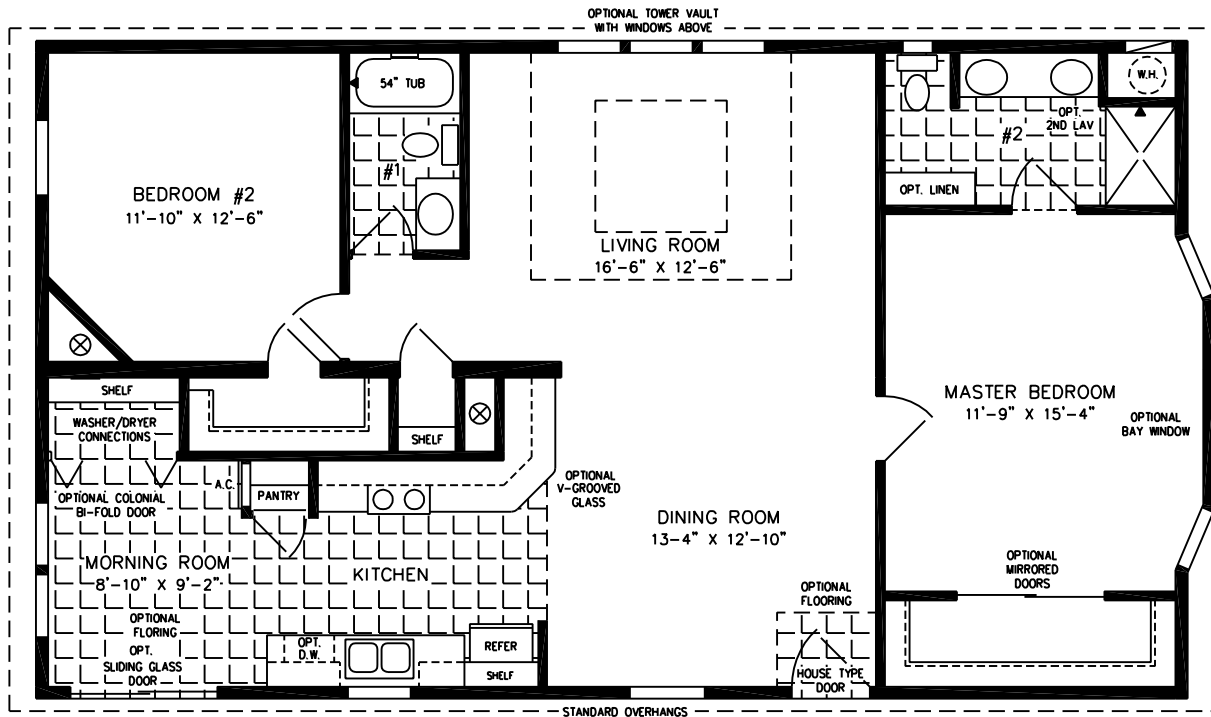 OPTIONAL TOWER VAULT
WITH WINDOWS ABOVE
54" TUB
W.H.
OPT.
2ND LAV
#2
#1
BEDROOM #2
11'-10" X 12'-6"
OPT. LINEN
LIVING ROOM
16'-6" X 12'-6"
SHELF
MASTER BEDROOM
11'-9" X 15'-4"
OPTIONAL
BAY WINDOW
WASHER/DRYER
CONNECTIONS
SHELF
A.C.
PANTRY
OPTIONAL
V-GROOVED
GLASS
OPTIONAL COLONIAL
BI-FOLD DOOR
DINING ROOM
13-4" X 12'-10"
MORNING ROOM
8'-10" X 9'-2"
KITCHEN
OPTIONAL
MIRRORED
DOORS
OPTIONAL
FLOORING
OPTIONAL
FLORING
OPT.
SLIDING GLASS
DOOR
OPT.
D.W.
REFER
SHELF
HOUSE TYPE
DOOR
STANDARD OVERHANGS